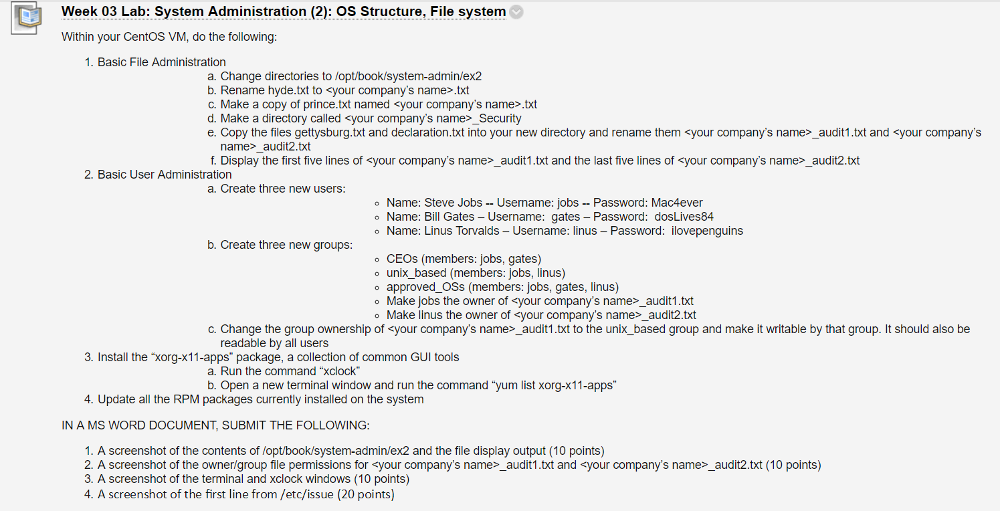 Week 03 Lab: System Administration (2): OS Structure, File system
Within your CentOS VM, do the following:
1. Basic File Administration
a. Change directories to /opt/book/system-admin/ex2
b. Rename hyde.txt to <your company's name>.txt
c. Make a copy of prince.txt named <your company's name>.txt
d. Make a directory called <your company's name>_Security
e. Copy the files gettysburg.txt and declaration.txt into your new directory and rename them <your company's name>_audit1.txt and <your company's
name>_audit2.txt
f. Display the first five lines of <your company's name>_audit1.txt and the last five lines of <your company's name>_audit2.txt
2. Basic User Administration
a. Create three new users:
◦ Name: Steve Jobs -- Username: jobs -- Password: Mac4ever
◦ Name: Bill Gates – Username:  gates – Password:  dosLives84
◦ Name: Linus Torvalds – Username: linus – Password:  ilovepenguins
b. Create three new groups:
◦ CEOs (members: jobs, gates)
◦ unix_based (members: jobs, linus)
◦ approved_OSs (members: jobs, gates, linus)
◦ Make jobs the owner of <your company's name>_audit1.txt
◦ Make linus the owner of <your company's name>_audit2.txt
c. Change the group ownership of <your company's name>_audit1.txt to the unix_based group and make it writable by that group. It should also be
readable by all users
3. Install the “xorg-x11-apps” package, a collection of common GUI tools
a. Run the command “xclock”
b. Open a new terminal window and run the command “yum list xorg-x11-apps”
4. Update all the RPM packages currently installed on the system
IN A MS WORD DOCUMENT, SUBMIT THE FOLLOWING:
1. A screenshot of the contents of /opt/book/system-admin/ex2 and the file display output (10 points)
2. A screenshot of the owner/group file permissions for <your company's name>_audit1.txt and <your company's name>_audit2.txt (10 points)
3. A screenshot of the terminal and xclock windows (10 points)
4. A screenshot of the first line from /etc/issue (20 points)